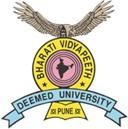 BHARATI VIDYAPEETH
DEEMED UNIVERSITY
PUNE